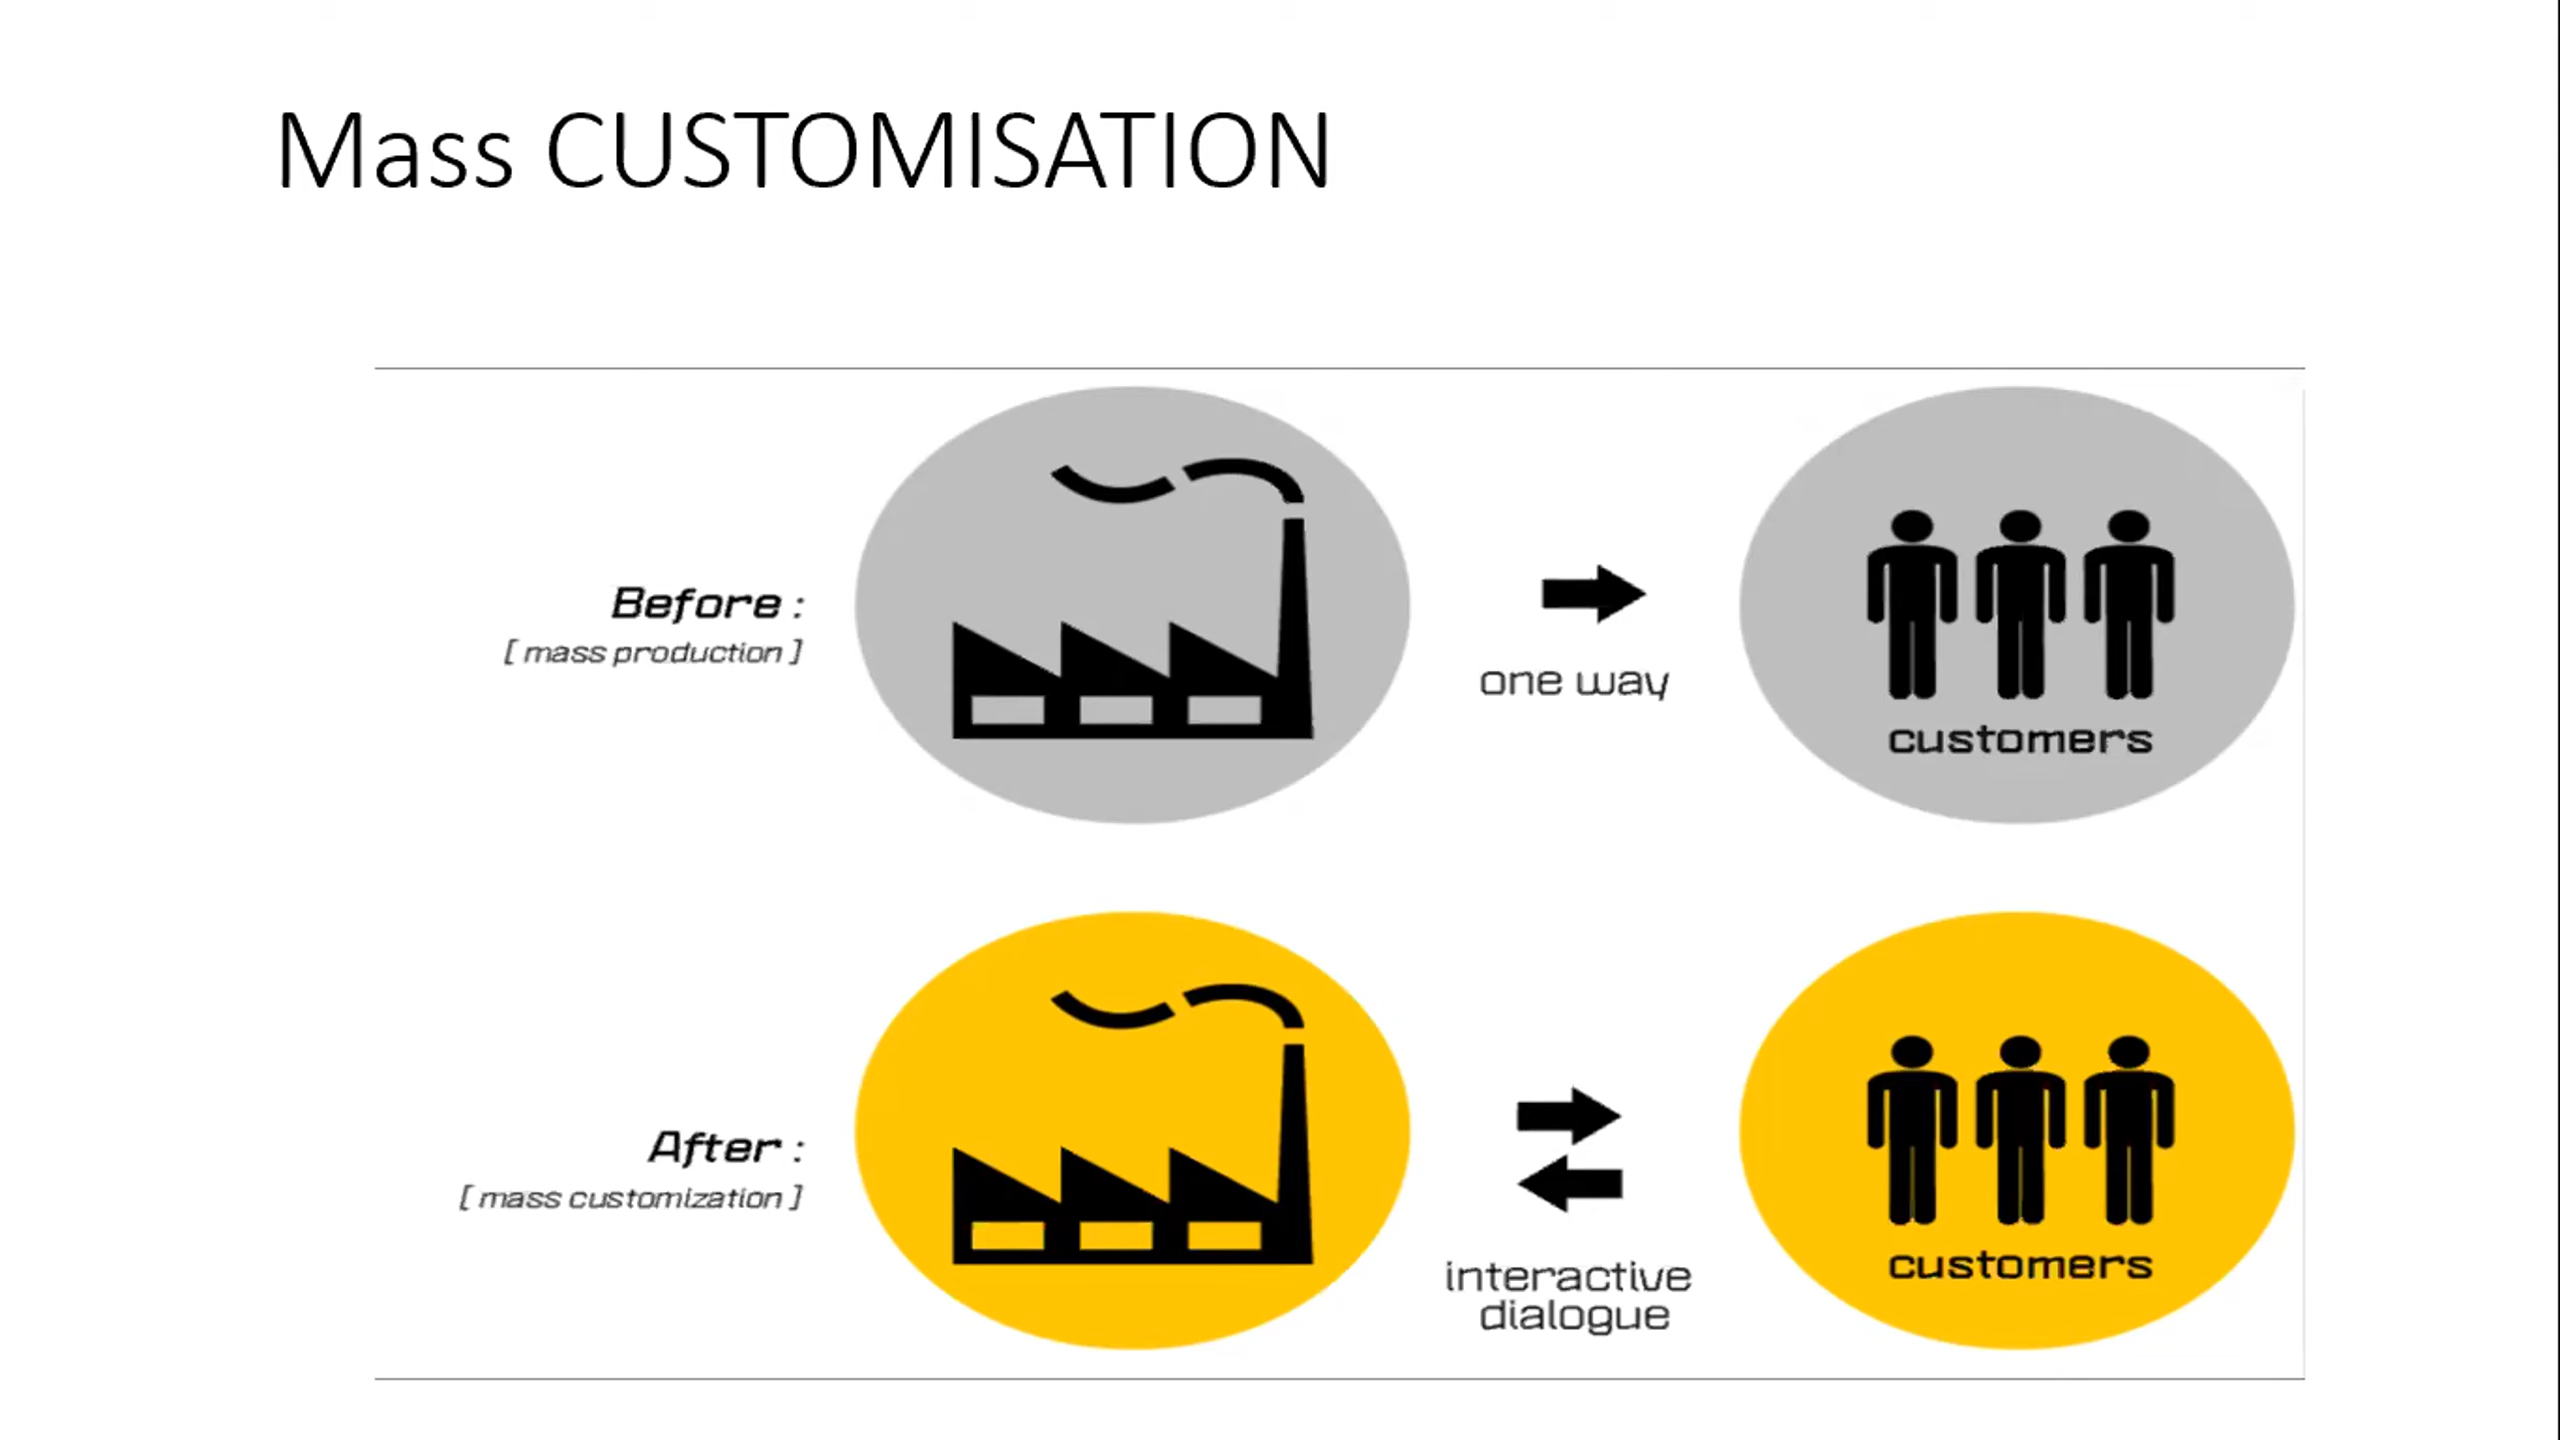 Mass CUSTOMISATION
Before :
[ mass production ]
one way
customers
After :
[ mass customization ]
interactive
dialogue
customers